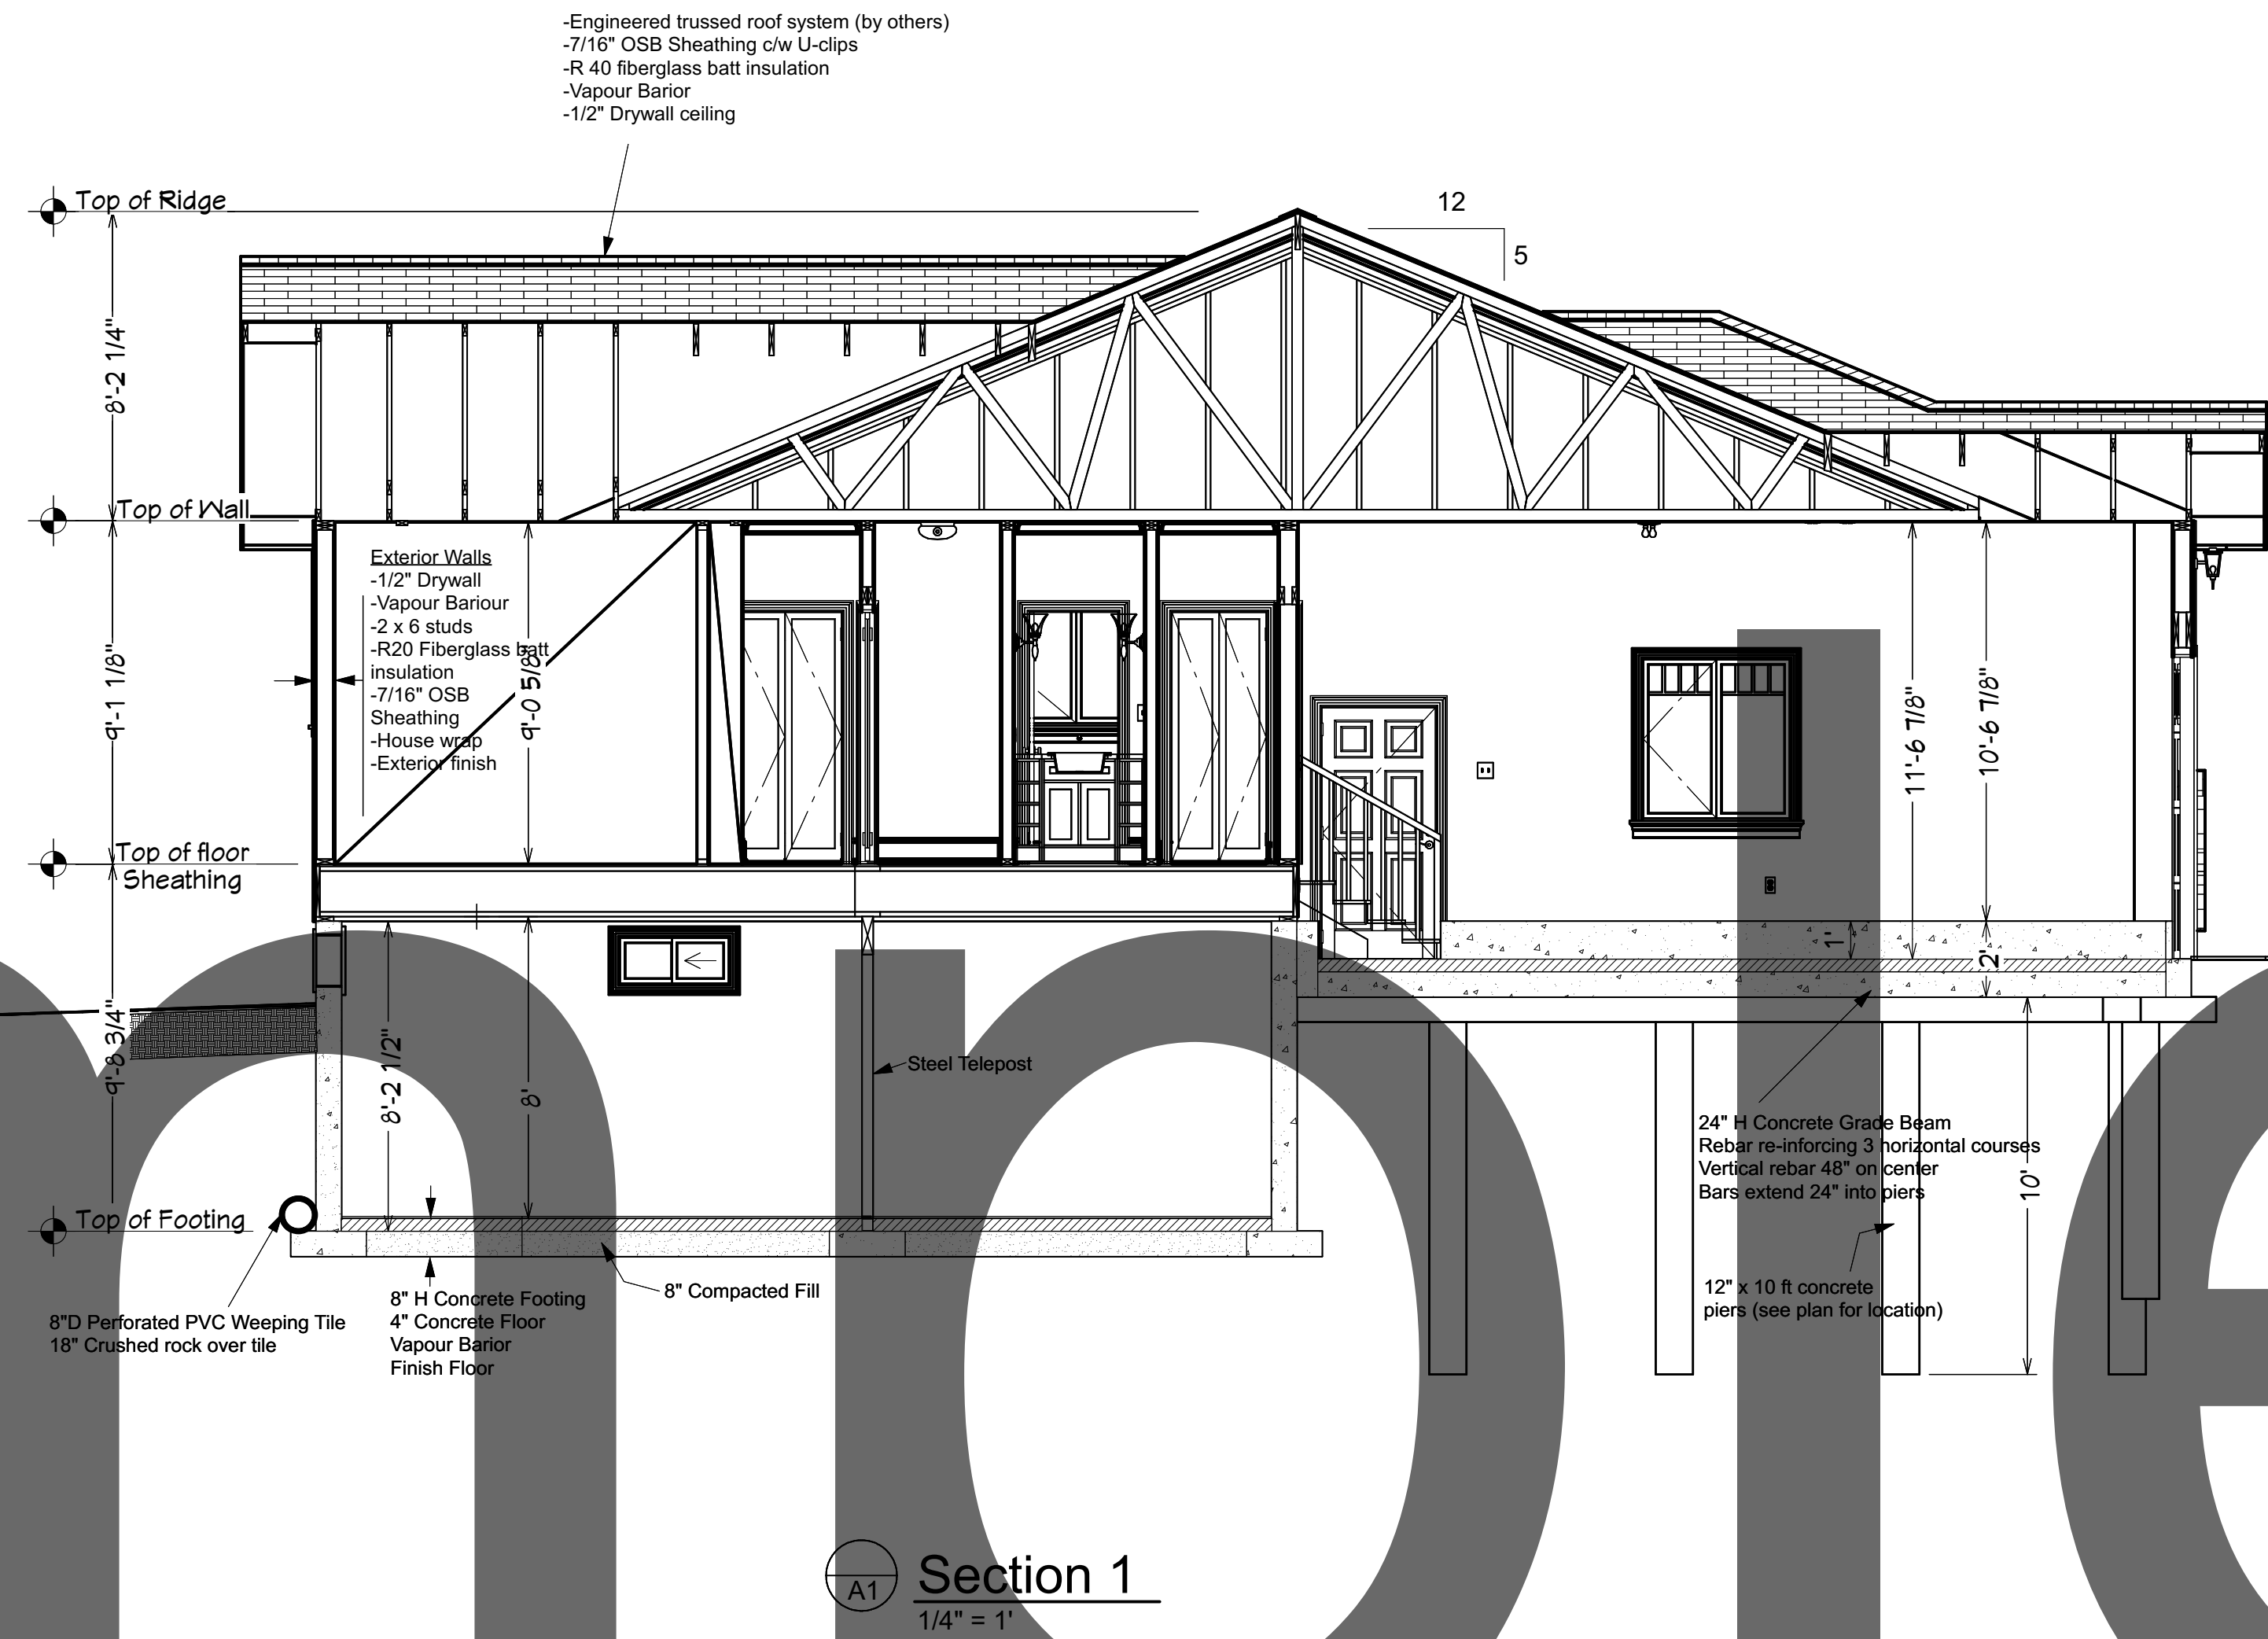 -Engineered trussed roof system (by others)
-7/16" OSB Sheathing c/w U-clips
-R 40 fiberglass batt insulation
-Vapour Barior
-1/2" Drywall ceiling
Top of Ridge
12
5
8'-2 1/4"
Top of Wall
Exterior Walls
-1/2" Drywall
-Vapour Bariour
-2 x 6 studs
-R20 Fiberglass batt
insulation
-7/16" OSB
Sheathing
-House wrap
-Exterior finish
9'-1 1/8"
9'-0 5/8"
11'-6 7/8"
10'-6 7/8"
Top of floor
Sheathing
1'
2'
9'-8 3/4"
8'-2 1/2"
8'
Steel Telepost
24" H Concrete Grade Beam
Rebar re-inforcing 3 horizontal courses
Vertical rebar 48" on center
Bars extend 24" into piers
10'
Top of Footing
12" x 10 ft concrete
piers (see plan for location)
8" Compacted Fill
8" H Concrete Footing
4" Concrete Floor
Vapour Barior
Finish Floor
8"D Perforated PVC Weeping Tile
18" Crushed rock over tile
A1
Section 1
1/4" = 1'